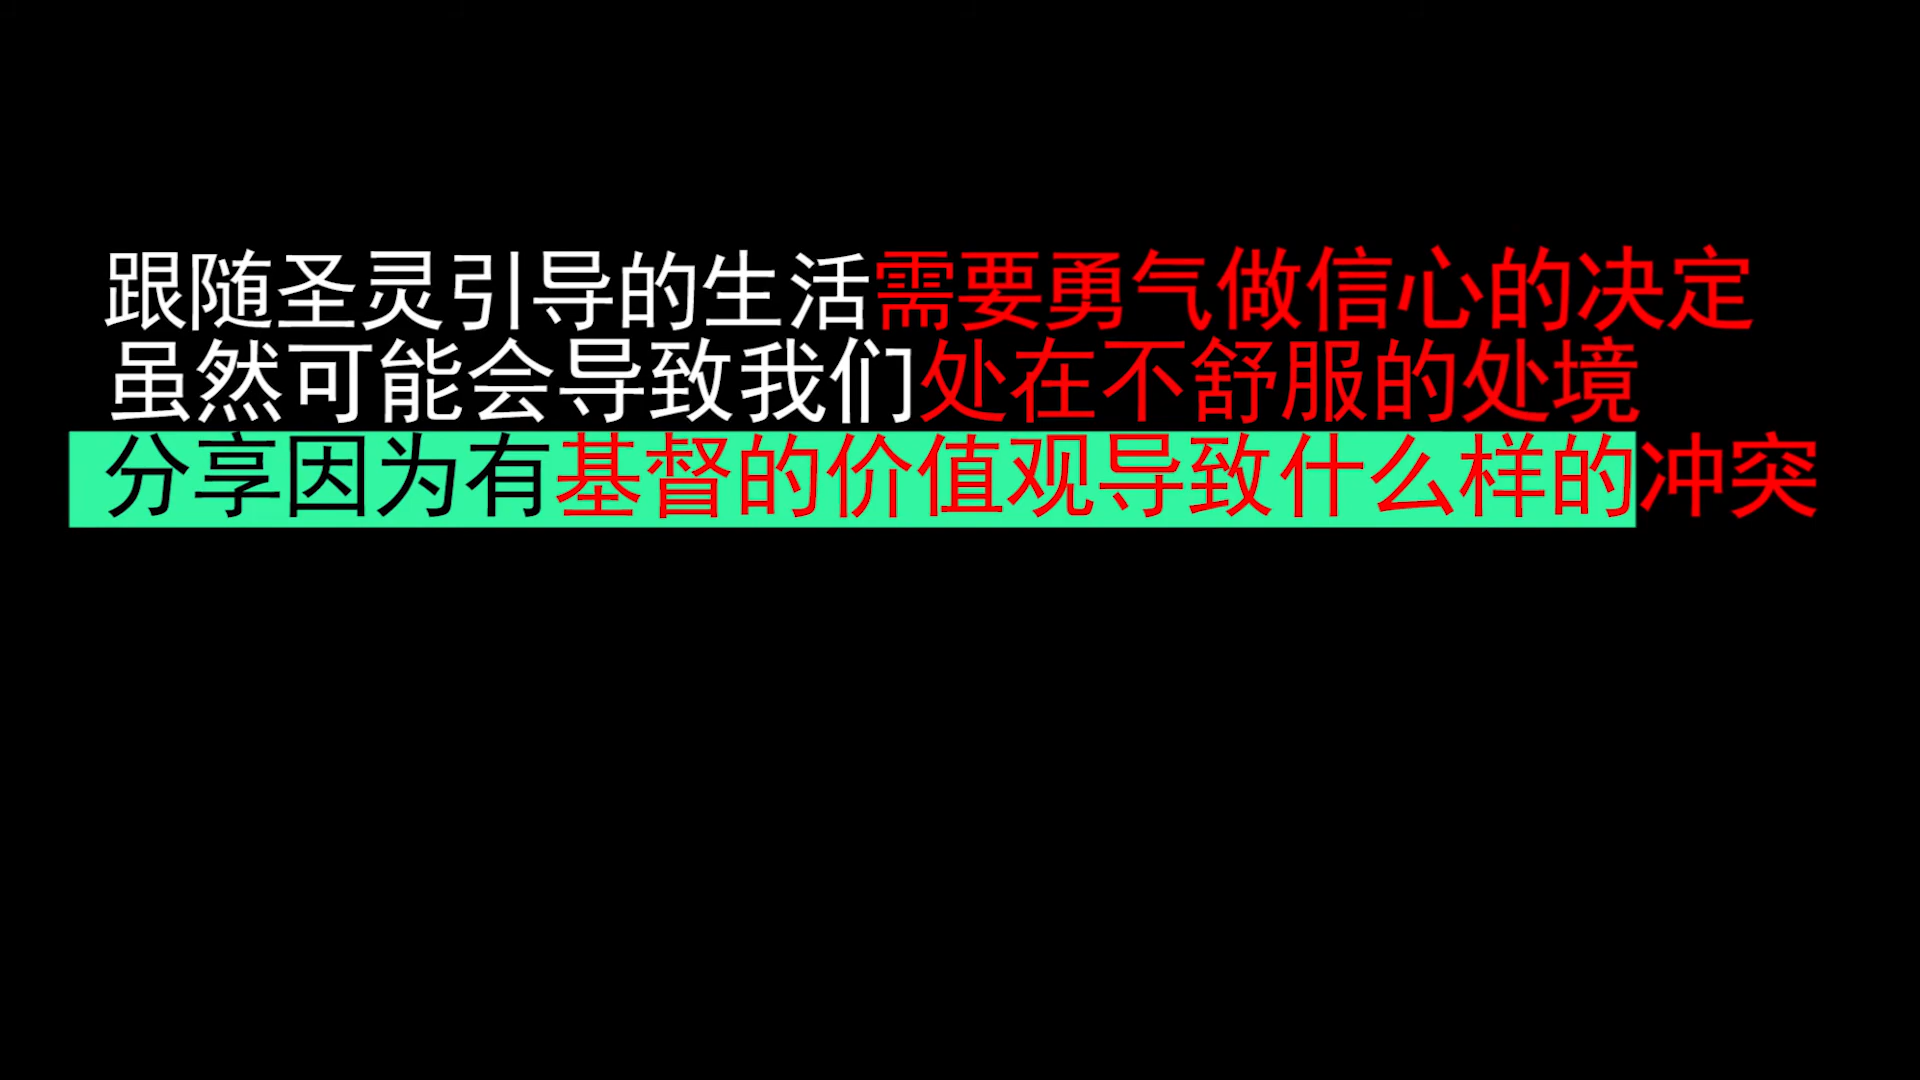 跟随圣灵引导的生活需要勇气做信心的决定
虽然可能会导致我们处在不舒服的处境
分享因为有基督的价值观导致什么样的冲突